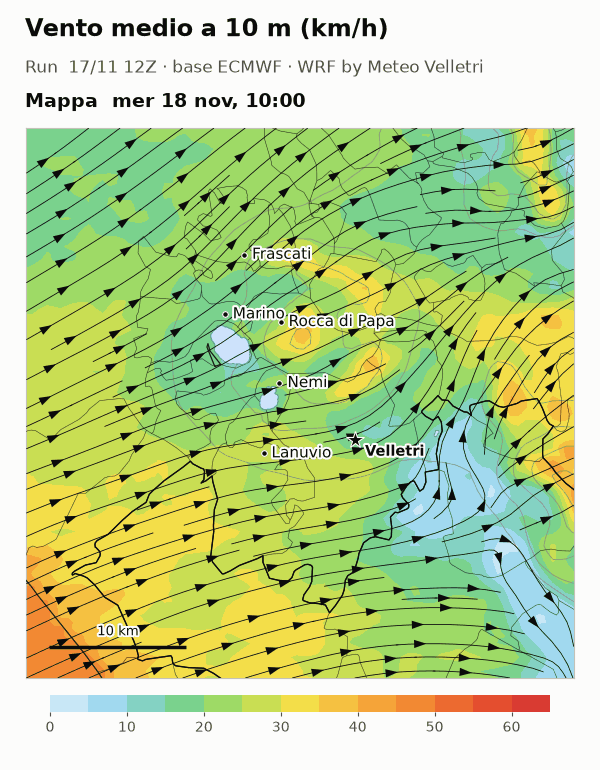 Vento medio a 10 m (km/h)
Run 17/11 12Z · base ECMWF · WRF by Meteo Velletri
Mappa mer 18 nov, 10:00
Frascati
Marino
Rocca di Papa
Nemi
Velletri
Lanuvio
10 km
0 10 20 30 40 50 60